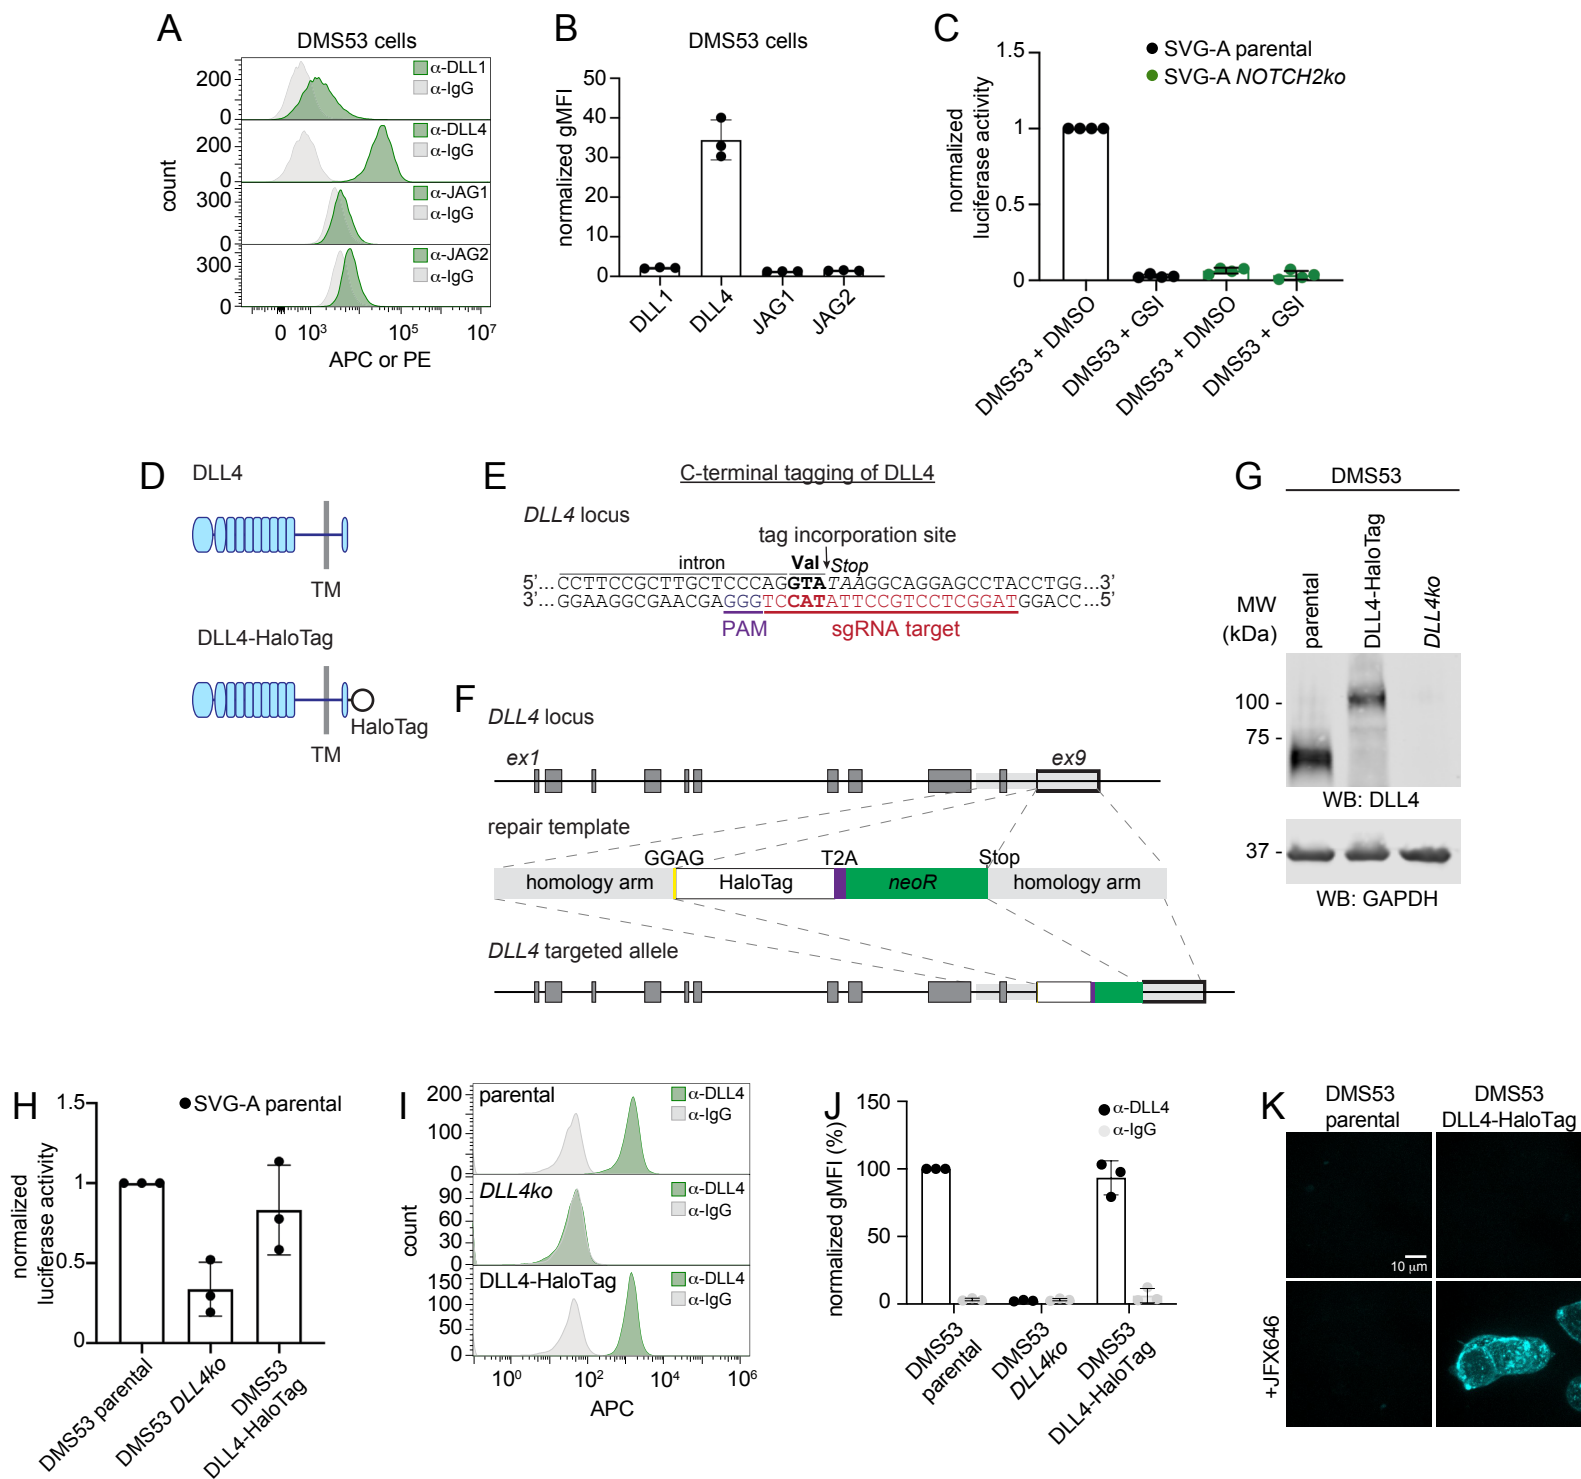 A
DMS53 cells
200
0
α-DLL1
α-IgG
200
0
α-DLL4
α-IgG
300
0
α-JAG1
α-IgG
300
0
α-JAG2
α-IgG
count
0 10³ 10⁵ 10⁷
APC or PE
B
DMS53 cells
normalized gMFI
50
40
30
20
10
0
DLL1
DLL4
JAG1
JAG2
C
SVG-A parental
SVG-A NOTCH2ko
normalized
luciferase activity
1.5
1
0.5
0
DMS53 + DMSO
DMS53 + GSI
DMS53 + DMSO
DMS53 + GSI
D
DLL4
TM
DLL4-HaloTag
HaloTag
TM
E
C-terminal tagging of DLL4
DLL4 locus
tag incorporation site
intron Val Stop
5'...CCTTCCGCTTGCTCCCAGGTATAAGGCAGGAGCCTACCTGG...3'
3'...GGAAGGCGAACGAGGGTCCATATTCCGTCCTCGGATGGACC...5'
PAM sgRNA target
F
DLL4 locus
ex1 ex9
repair template
GGAG T2A Stop
homology arm HaloTag neoR homology arm
DLL4 targeted allele
G
DMS53
MW
(kDa)
parental
DLL4-HaloTag
DLL4ko
100 -
75 -
WB: DLL4
37 -
WB: GAPDH
H
SVG-A parental
normalized
luciferase activity
1.5
1
0.5
0
DMS53 parental
DMS53 DLL4ko
DMS53
DLL4-HaloTag
I
count
parental
200
100
0
α-DLL4
α-IgG
DLL4ko
90
60
30
0
α-DLL4
α-IgG
DLL4-HaloTag
150
100
50
0
α-DLL4
α-IgG
10⁰ 10² 10⁴ 10⁶
APC
J
normalized gMFI (%)
150
100
50
0
α-DLL4
α-IgG
DMS53
parental
DMS53
DLL4ko
DMS53
DLL4-HaloTag
K
DMS53
parental
DMS53
DLL4-HaloTag
10 µm
+JFX646